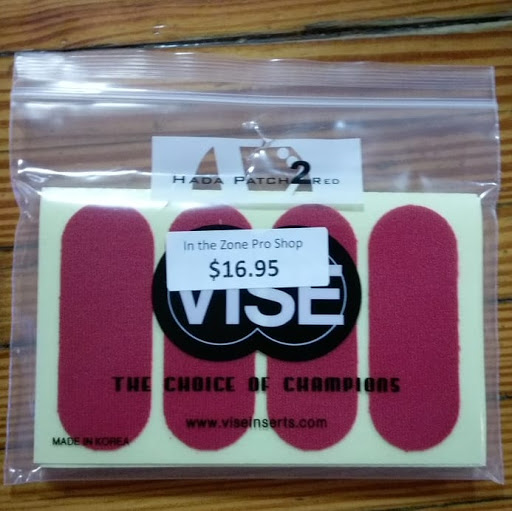 HADA PATCH 2 RED
In the Zone Pro Shop
$16.95
VISE
THE CHOICE OF CHAMPIONS
www.viseinserts.com
MADE IN KOREA